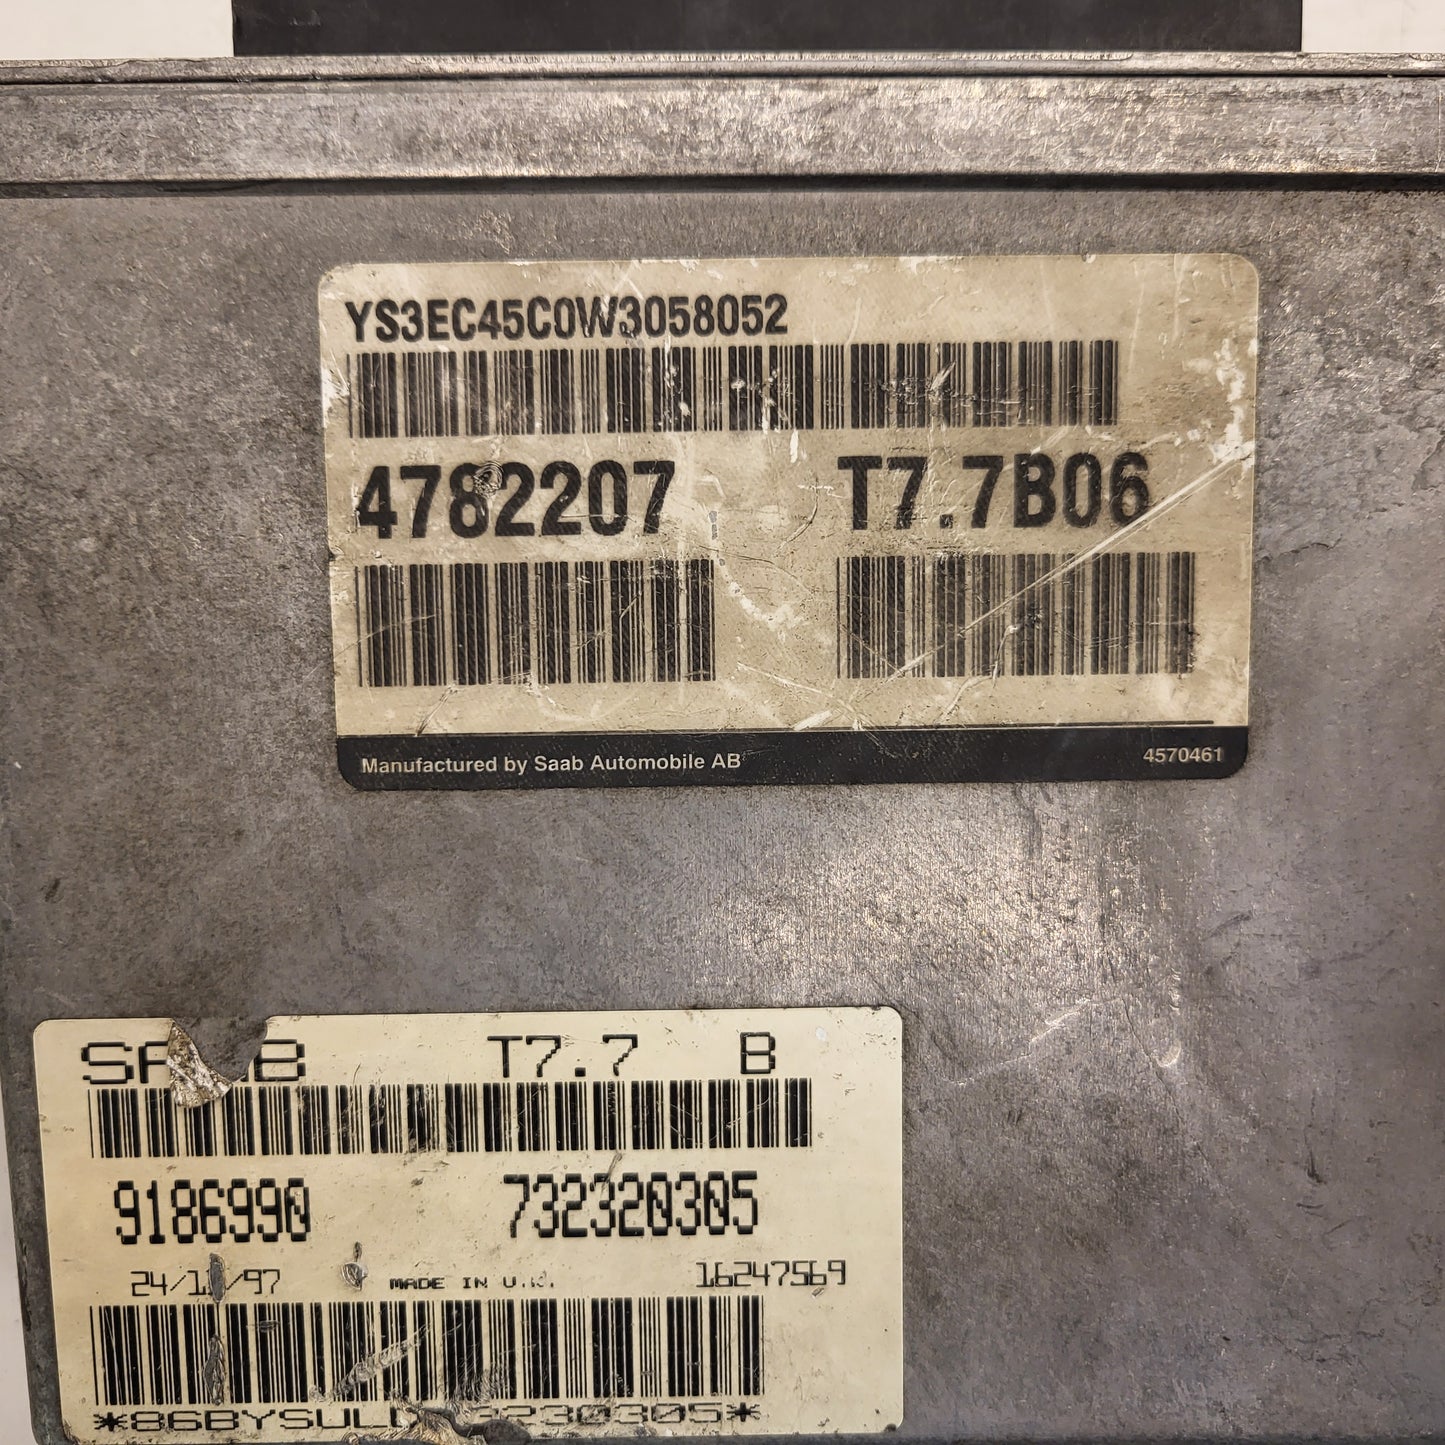 YS3EC45C0W3058052
4782207 T7.7B06
Manufactured by Saab Automobile AB 4570461
T7.7 B
9186990 732320305
MADE IN U.K. 16247569